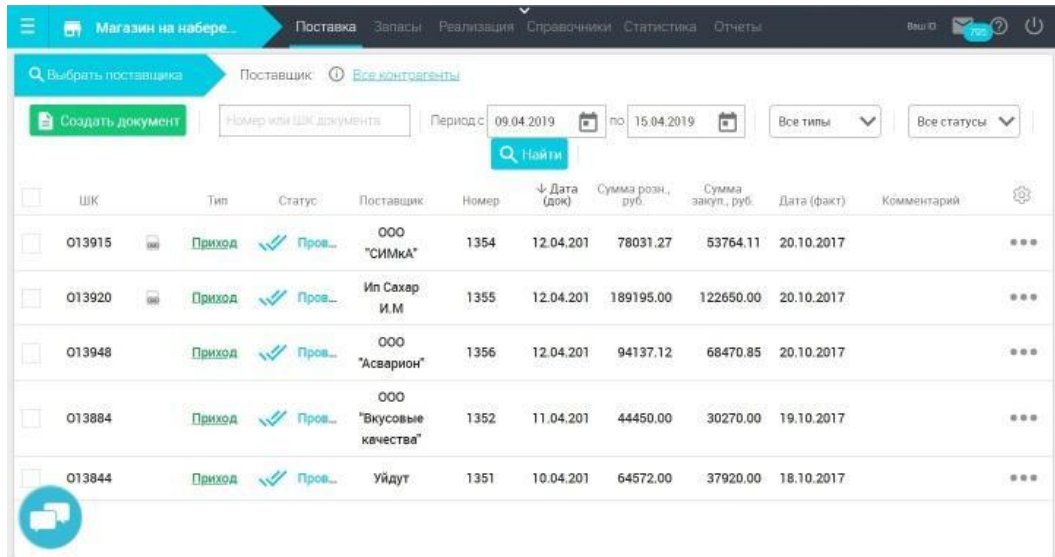 Магазин на набере... Поставка Запасы Реализация Справочники Статистика Отчеты Ваш ID 705
Выбрать поставщика Поставщик: Все контрагенты
Создать документ Номер или ШК документа Период с 09.04.2019 по 15.04.2019 Все типы Все статусы
Найти
ШК Тип Статус Поставщик Номер ↓ Дата (док) Сумма розн., руб. Сумма закуп., руб. Дата (факт) Комментарий
013915 Приход Пров... ООО "СИМкА" 1354 12.04.201 78031.27 53764.11 20.10.2017
013920 Приход Пров... Ип Сахар И.М 1355 12.04.201 189195.00 122650.00 20.10.2017
013948 Приход Пров... ООО "Асварион" 1356 12.04.201 94137.12 68470.85 20.10.2017
013884 Приход Пров... ООО "Вкусовые качества" 1352 11.04.201 44450.00 30270.00 19.10.2017
013844 Приход Пров... Уйдут 1351 10.04.201 64572.00 37920.00 18.10.2017